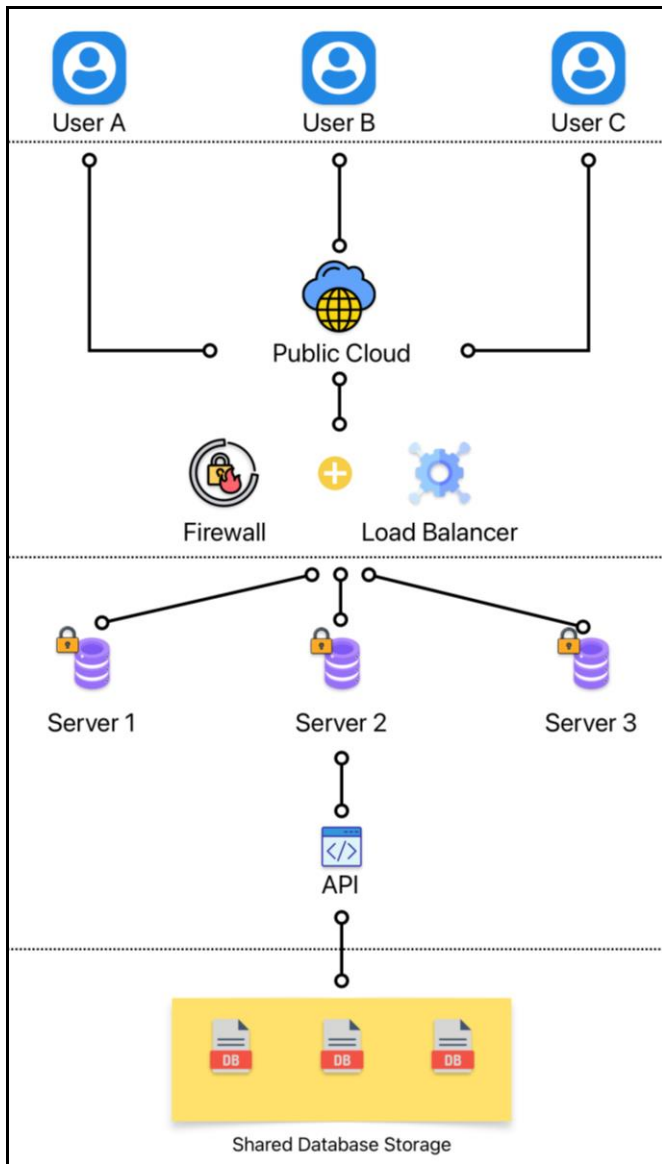 User A
User B
User C
Public Cloud
Firewall
Load Balancer
Server 1
Server 2
Server 3
</>
API
DB
DB
DB
Shared Database Storage